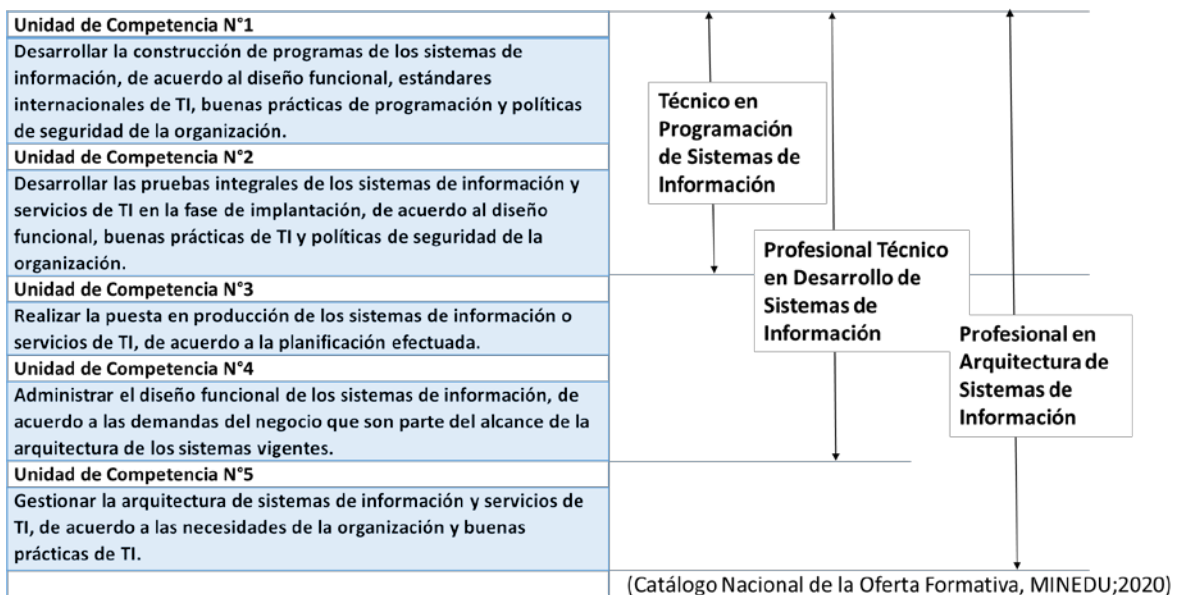 Unidad de Competencia N°1
Desarrollar la construcción de programas de los sistemas de
información, de acuerdo al diseño funcional, estándares
internacionales de TI, buenas prácticas de programación y políticas
de seguridad de la organización.
Unidad de Competencia N°2
Desarrollar las pruebas integrales de los sistemas de información y
servicios de TI en la fase de implantación, de acuerdo al diseño
funcional, buenas prácticas de TI y políticas de seguridad de la
organización.
Unidad de Competencia N°3
Realizar la puesta en producción de los sistemas de información o
servicios de TI, de acuerdo a la planificación efectuada.
Unidad de Competencia N°4
Administrar el diseño funcional de los sistemas de información, de
acuerdo a las demandas del negocio que son parte del alcance de la
arquitectura de los sistemas vigentes.
Unidad de Competencia N°5
Gestionar la arquitectura de sistemas de información y servicios de
TI, de acuerdo a las necesidades de la organización y buenas
prácticas de TI.
Técnico en
Programación
de Sistemas de
Información
Profesional Técnico
en Desarrollo de
Sistemas de
Información
Profesional en
Arquitectura de
Sistemas de
Información
(Catálogo Nacional de la Oferta Formativa, MINEDU;2020)